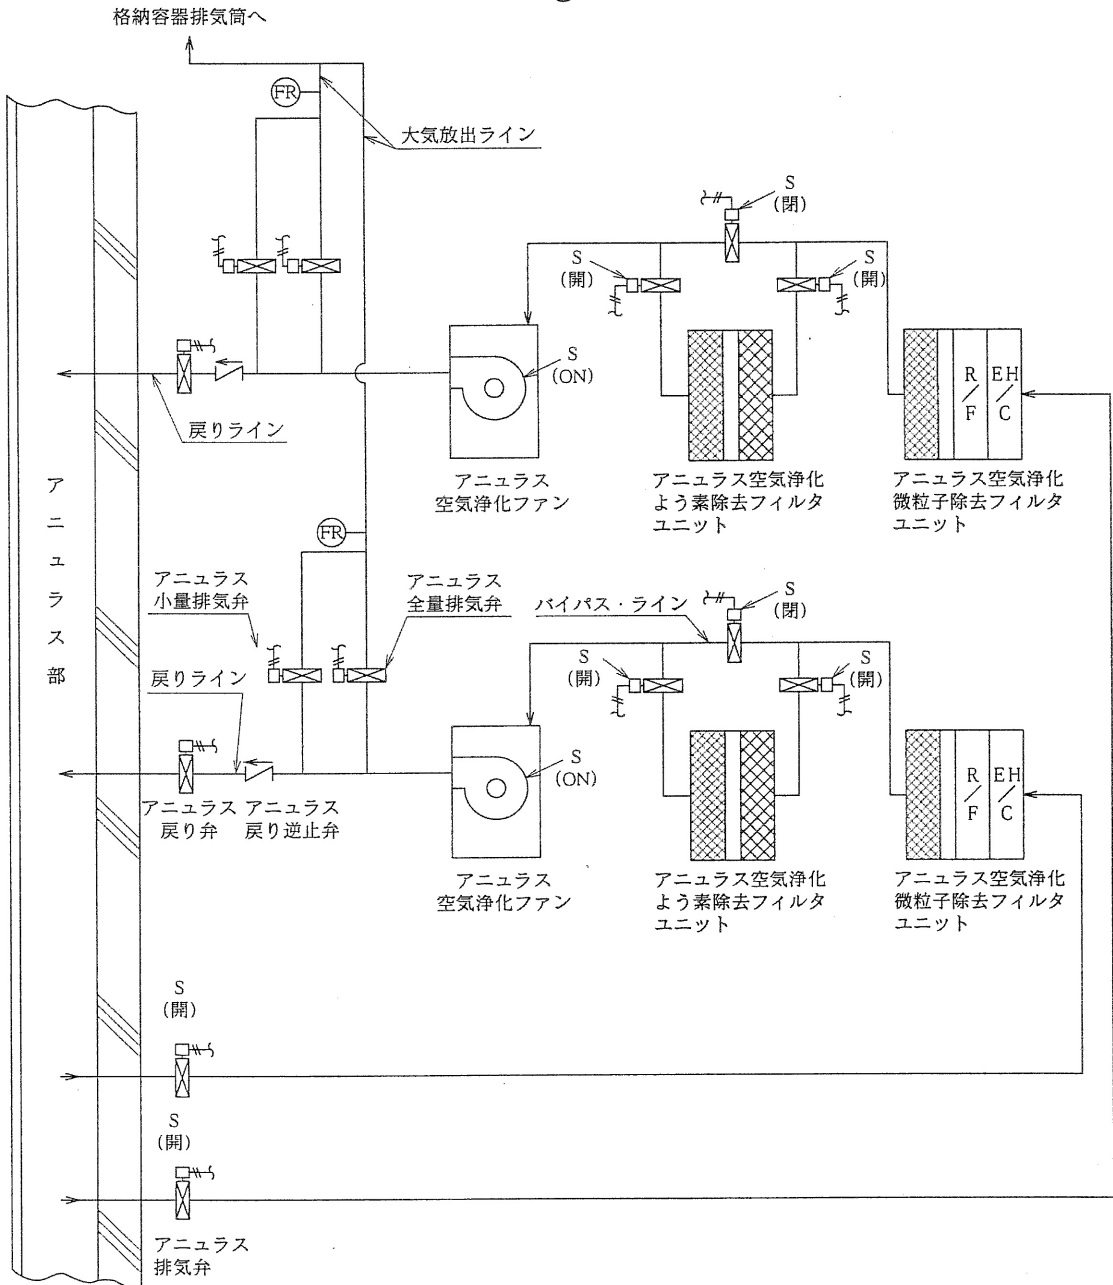 格納容器排気筒へ
FR
大気放出ライン
S
(閉)
S
(開)
S
(開)
S
(ON)
R/F
EH/C
戻りライン
アニュラス
空気浄化ファン
アニュラス空気浄化
よう素除去フィルタ
ユニット
アニュラス空気浄化
微粒子除去フィルタ
ユニット
アニュラス部
FR
アニュラス
小量排気弁
アニュラス
全量排気弁
バイパス・ライン
S
(閉)
S
(開)
S
(開)
戻りライン
S
(ON)
R/F
EH/C
アニュラス
戻り弁
アニュラス
戻り逆止弁
アニュラス
空気浄化ファン
アニュラス空気浄化
よう素除去フィルタ
ユニット
アニュラス空気浄化
微粒子除去フィルタ
ユニット
S
(開)
S
(開)
アニュラス
排気弁